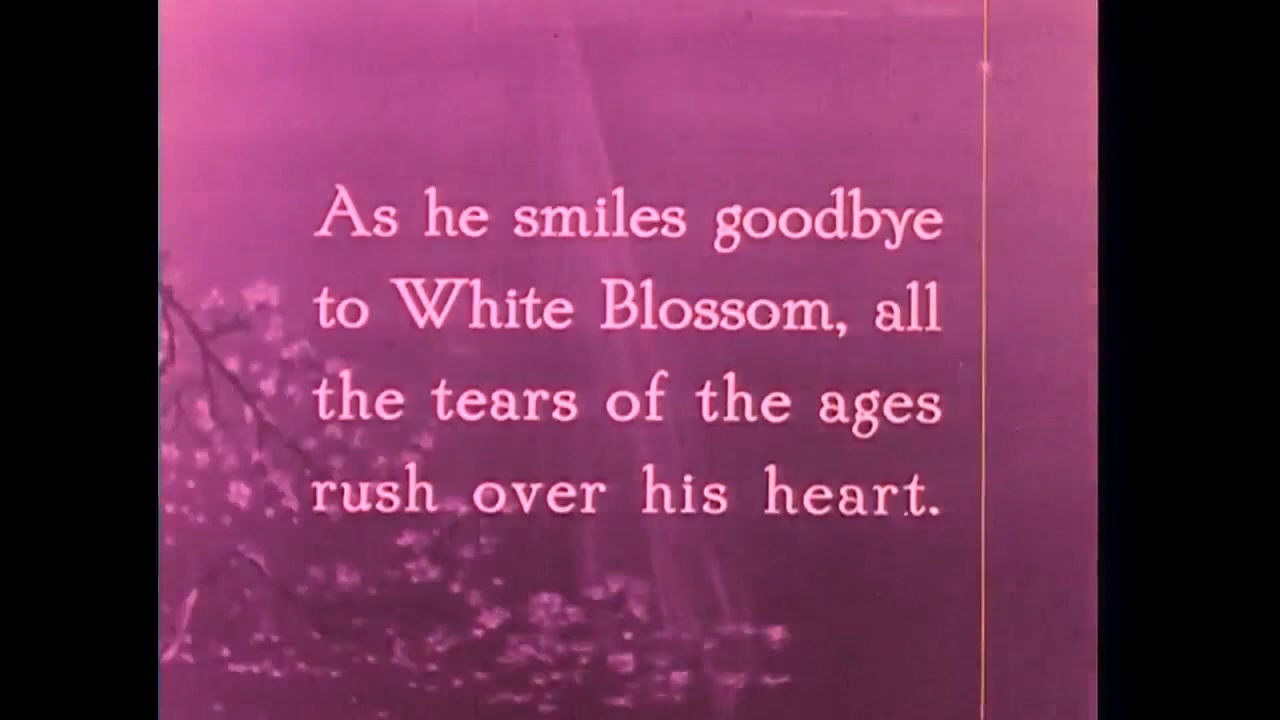 As he smiles goodbye
to White Blossom, all
the tears of the ages
rush over his heart.